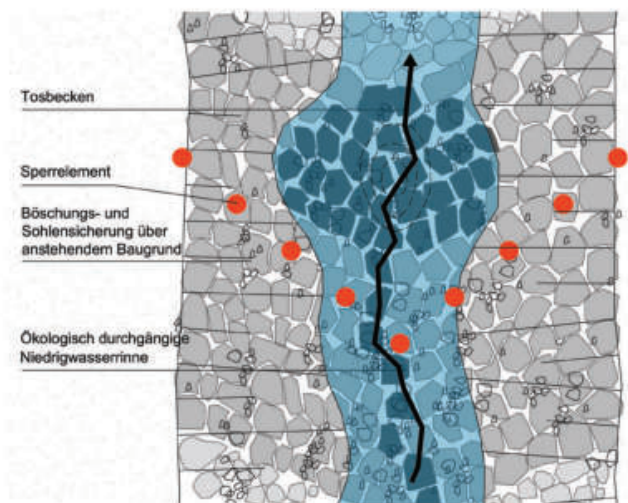 Tosbecken
Sperrelement
Böschungs- und
Sohlensicherung über
anstehendem Baugrund
Ökologisch durchgängige
Niedrigwasserrinne